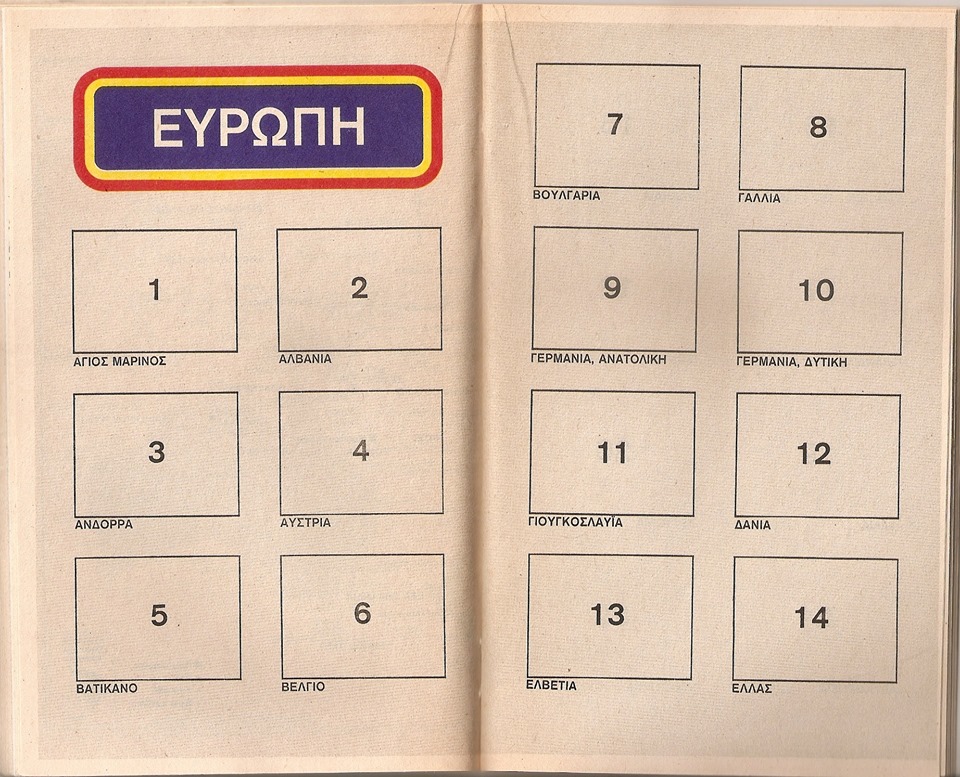 ΕΥΡΩΠΗ
1
ΑΓΙΟΣ ΜΑΡΙΝΟΣ
2
ΑΛΒΑΝΙΑ
3
ΑΝΔΟΡΡΑ
4
ΑΥΣΤΡΙΑ
5
ΒΑΤΙΚΑΝΟ
6
ΒΕΛΓΙΟ
7
ΒΟΥΛΓΑΡΙΑ
8
ΓΑΛΛΙΑ
9
ΓΕΡΜΑΝΙΑ, ΑΝΑΤΟΛΙΚΗ
10
ΓΕΡΜΑΝΙΑ, ΔΥΤΙΚΗ
11
ΓΙΟΥΓΚΟΣΛΑΥΪΑ
12
ΔΑΝΙΑ
13
ΕΛΒΕΤΙΑ
14
ΕΛΛΑΣ